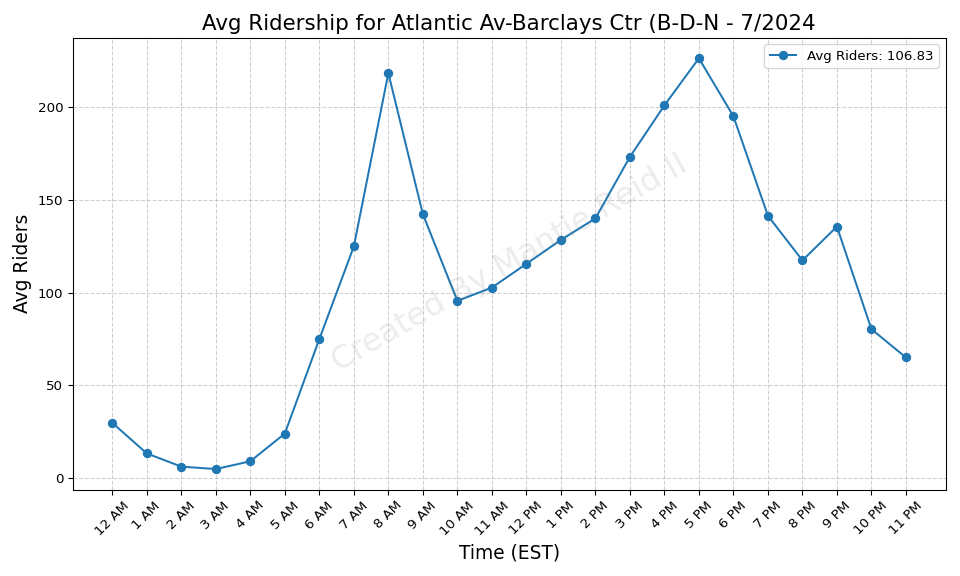 Avg Ridership for Atlantic Av-Barclays Ctr (B-D-N - 7/2024
Avg Riders: 106.83
Avg Riders
200
150
100
50
0
Created By Mantie Reid II
12 AM
1 AM
2 AM
3 AM
4 AM
5 AM
6 AM
7 AM
8 AM
9 AM
10 AM
11 AM
12 PM
1 PM
2 PM
3 PM
4 PM
5 PM
6 PM
7 PM
8 PM
9 PM
10 PM
11 PM
Time (EST)